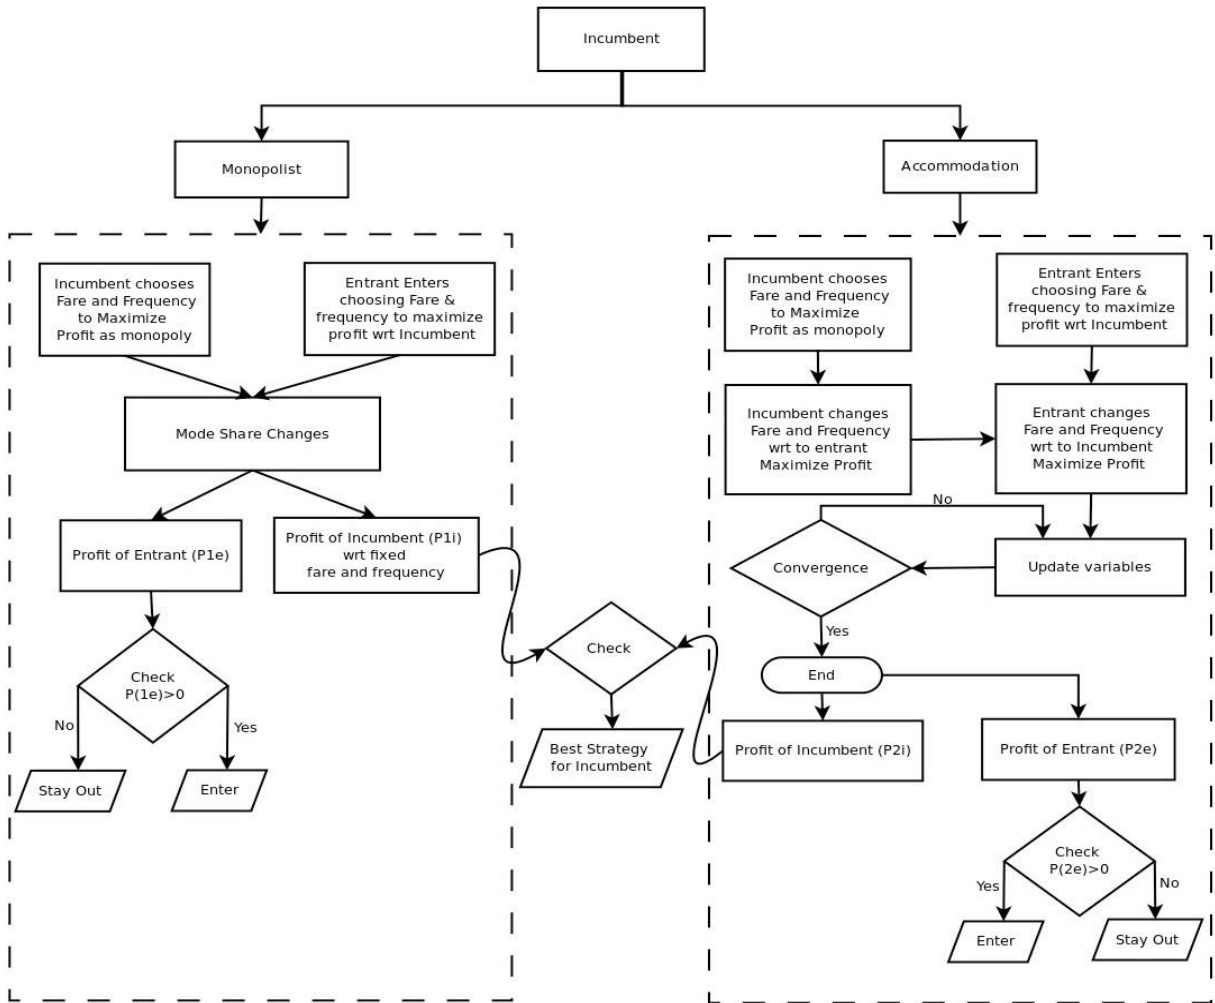 Incumbent
Monopolist
Accommodation
Incumbent chooses
Fare and Frequency
to Maximize
Profit as monopoly
Entrant Enters
choosing Fare &
frequency to maximize
profit wrt Incumbent
Mode Share Changes
Profit of Entrant (P1e)
Profit of Incumbent (P1i)
wrt fixed
fare and frequency
Check
P(1e)>0
No
Yes
Stay Out
Enter
Check
Best Strategy
for Incumbent
Incumbent chooses
Fare and Frequency
to Maximize
Profit as monopoly
Entrant Enters
choosing Fare &
frequency to maximize
profit wrt Incumbent
Incumbent changes
Fare and Frequency
wrt to entrant
Maximize Profit
Entrant changes
Fare and Frequency
wrt to Incumbent
Maximize Profit
No
Convergence
Update variables
Yes
End
Profit of Incumbent (P2i)
Profit of Entrant (P2e)
Check
P(2e)>0
Yes
No
Enter
Stay Out